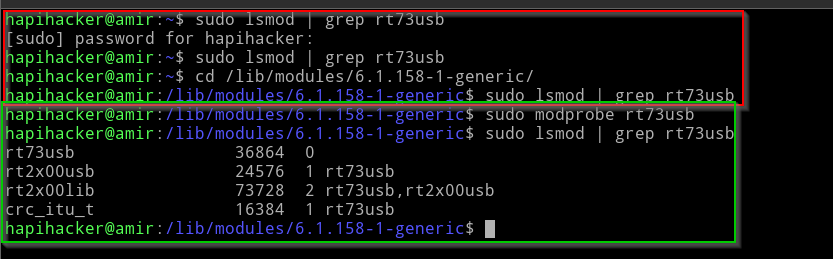 hapihacker@amir:~$ sudo lsmod | grep rt73usb
[sudo] password for hapihacker:
hapihacker@amir:~$ sudo lsmod | grep rt73usb
hapihacker@amir:~$ cd /lib/modules/6.1.158-1-generic/
hapihacker@amir:/lib/modules/6.1.158-1-generic$ sudo lsmod | grep rt73usb
hapihacker@amir:/lib/modules/6.1.158-1-generic$ sudo modprobe rt73usb
hapihacker@amir:/lib/modules/6.1.158-1-generic$ sudo lsmod | grep rt73usb
rt73usb                36864  0
rt2x00usb              24576  1 rt73usb
rt2x00lib              73728  2 rt73usb,rt2x00usb
crc_itu_t              16384  1 rt73usb
hapihacker@amir:/lib/modules/6.1.158-1-generic$